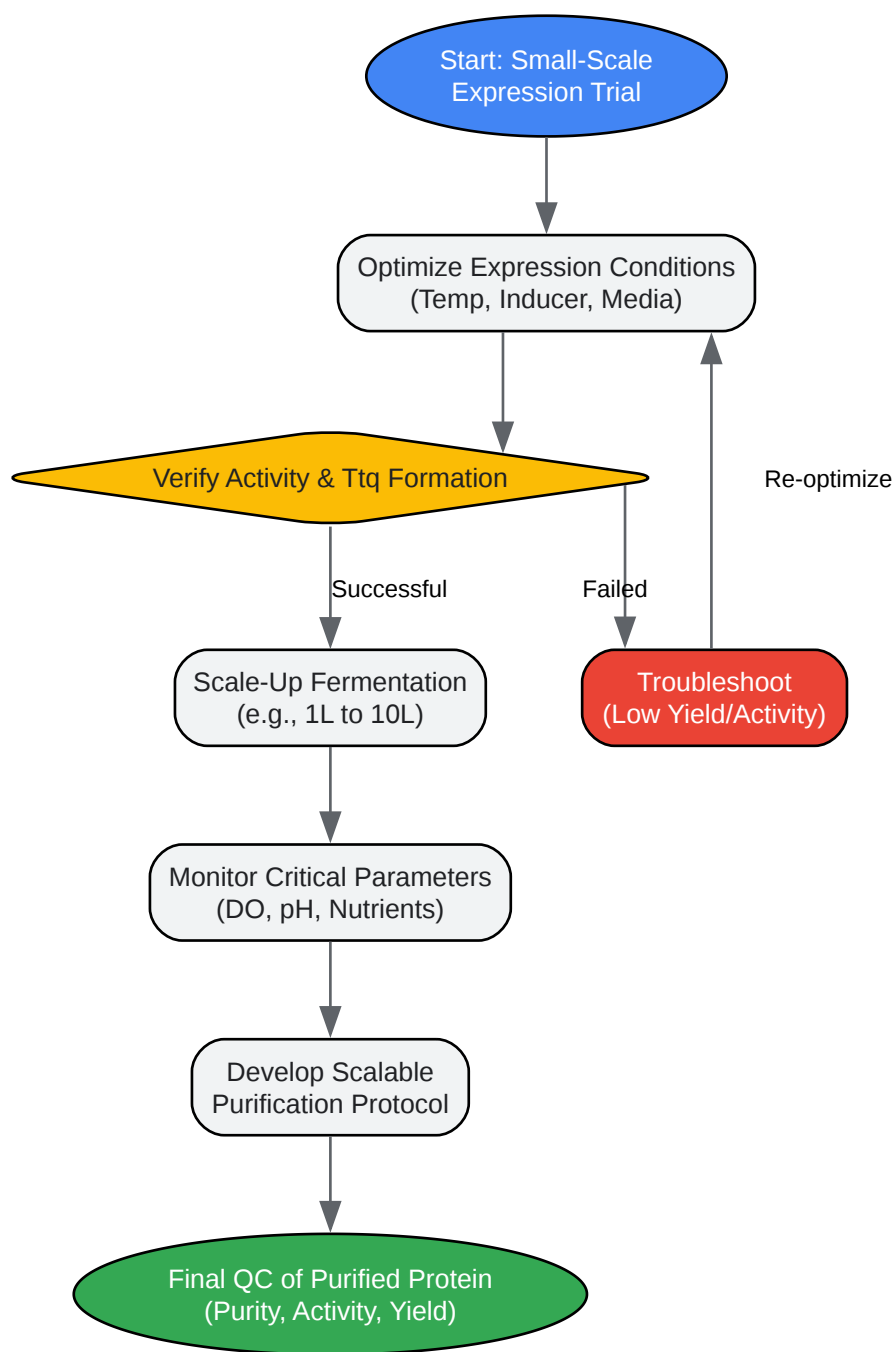 Start: Small-Scale
Expression Trial
Optimize Expression Conditions
(Temp, Inducer, Media)
Verify Activity & Ttq Formation
Re-optimize
Successful
Failed
Scale-Up Fermentation
(e.g., 1L to 10L)
Troubleshoot
(Low Yield/Activity)
Monitor Critical Parameters
(DO, pH, Nutrients)
Develop Scalable
Purification Protocol
Final QC of Purified Protein
(Purity, Activity, Yield)